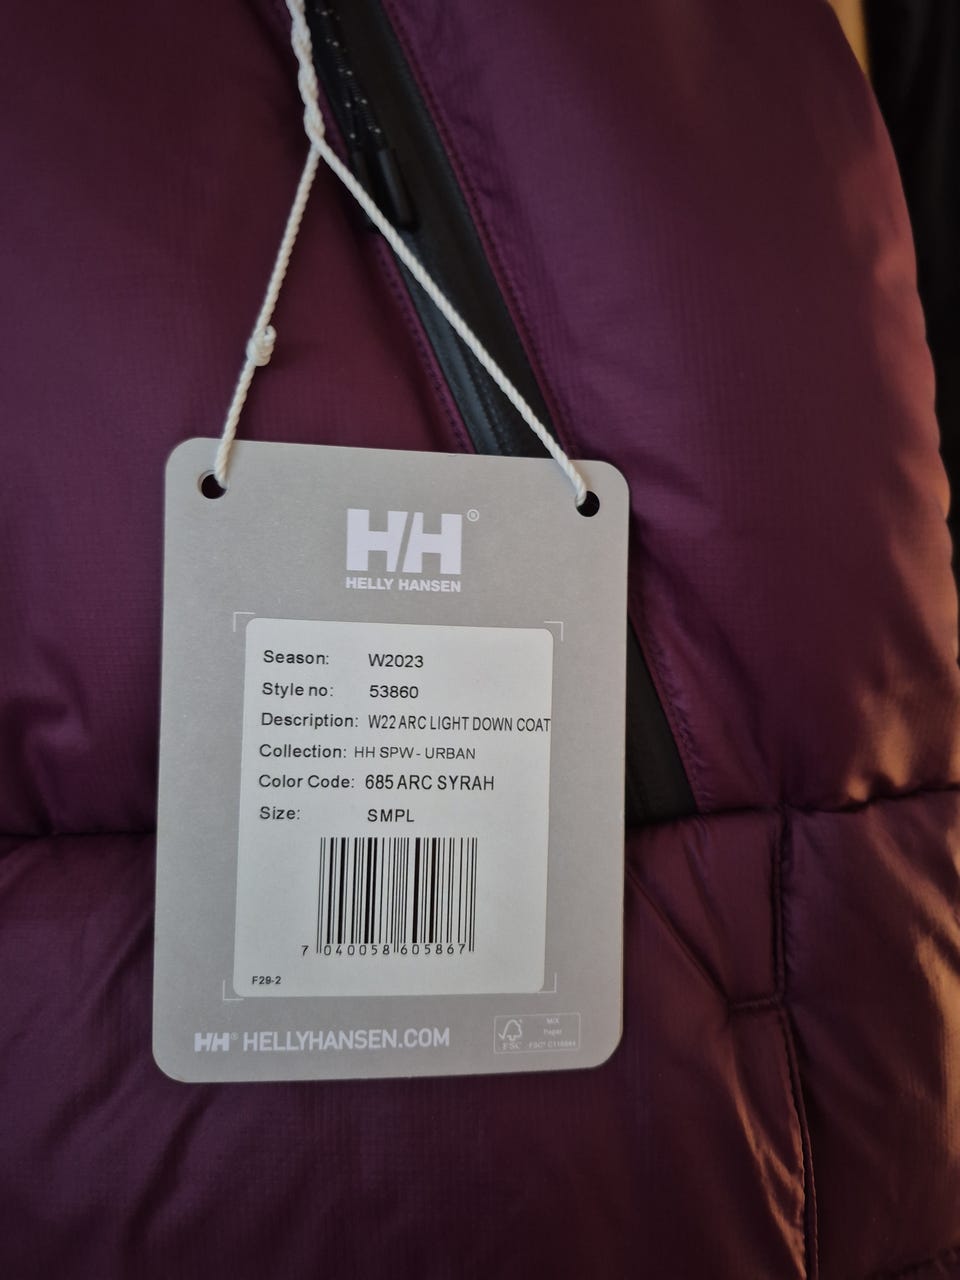 H/H®
HELLY HANSEN
Season: W2023
Style no: 53860
Description: W22 ARC LIGHT DOWN COAT
Collection: HH SPW - URBAN
Color Code: 685 ARC SYRAH
Size: SMPL
7 040058 605867
F29-2
HH® HELLYHANSEN.COM
MIX
Paper
FSC